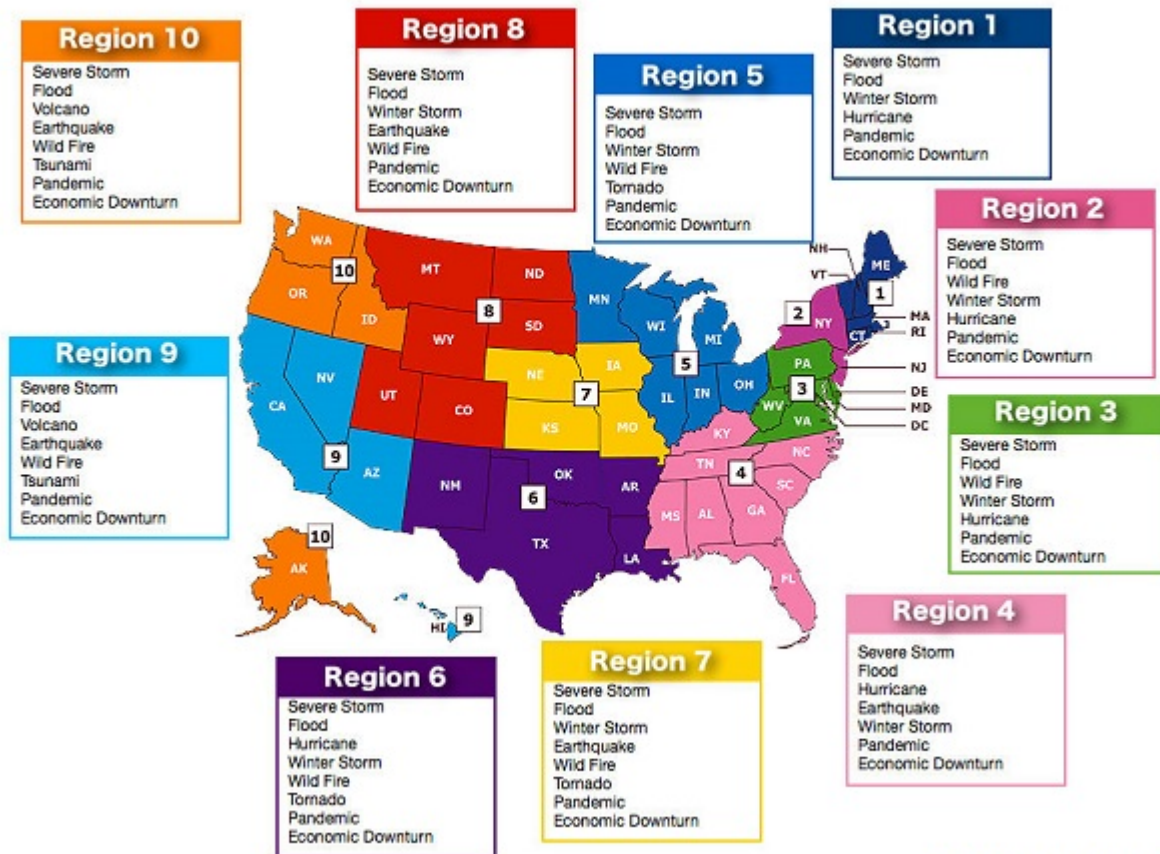 Region 10
Severe Storm
Flood
Volcano
Earthquake
Wild Fire
Tsunami
Pandemic
Economic Downturn
Region 8
Severe Storm
Flood
Winter Storm
Earthquake
Wild Fire
Pandemic
Economic Downturn
Region 5
Severe Storm
Flood
Winter Storm
Wild Fire
Tornado
Pandemic
Economic Downturn
Region 1
Severe Storm
Flood
Winter Storm
Hurricane
Pandemic
Economic Downturn
Region 2
Severe Storm
Flood
Wild Fire
Winter Storm
Hurricane
Pandemic
Economic Downturn
Region 9
Severe Storm
Flood
Volcano
Earthquake
Wild Fire
Tsunami
Pandemic
Economic Downturn
Region 3
Severe Storm
Flood
Wild Fire
Winter Storm
Hurricane
Pandemic
Economic Downturn
WA
10
OR
ID
MT
ND
8
SD
WY
UT
CO
MN
WI
MI
5
IL
IN
OH
NH
VT
ME
1
2
NY
MA
RI
CT
NJ
PA
3
DE
MD
DC
WV
VA
NV
CA
9
AZ
NE
IA
7
KS
MO
KY
TN
NC
4
SC
MS
AL
GA
FL
NM
OK
AR
6
TX
LA
10
AK
HI
9
Region 6
Severe Storm
Flood
Hurricane
Winter Storm
Wild Fire
Tornado
Pandemic
Economic Downturn
Region 7
Severe Storm
Flood
Winter Storm
Earthquake
Wild Fire
Tornado
Pandemic
Economic Downturn
Region 4
Severe Storm
Flood
Hurricane
Earthquake
Winter Storm
Pandemic
Economic Downturn